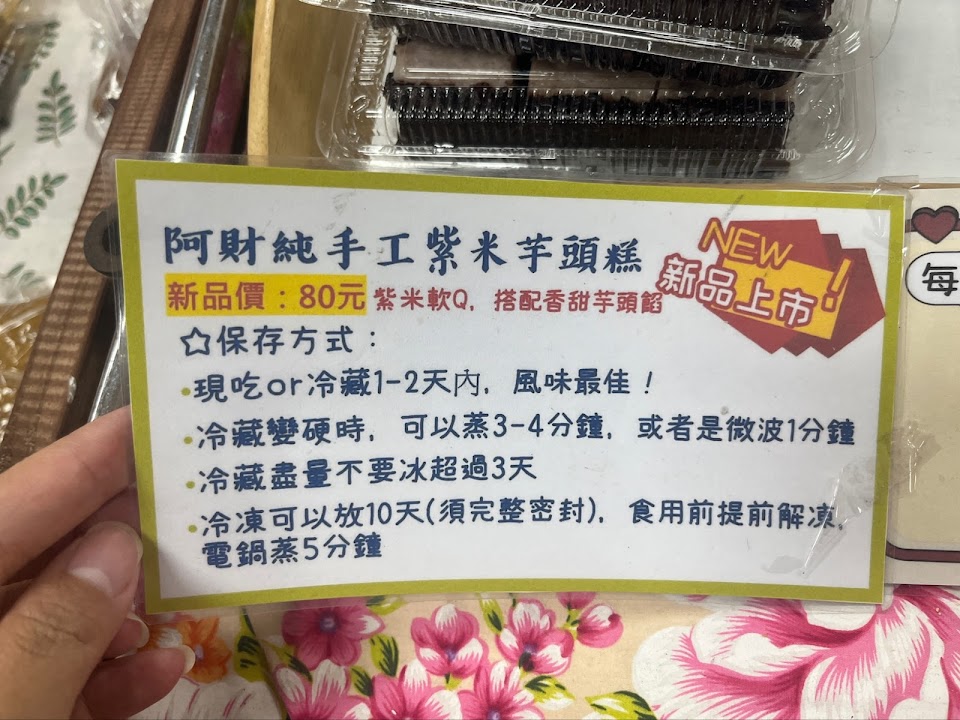 阿財純手工紫米芋頭糕
NEW
新品上市!
新品價：80元 紫米軟Q，搭配香甜芋頭餡
☆保存方式：
•現吃or冷藏1-2天內，風味最佳！
•冷藏變硬時，可以蒸3-4分鐘，或者是微波1分鐘
•冷藏盡量不要冰超過3天
•冷凍可以放10天(須完整密封)，食用前提前解凍，
電鍋蒸5分鐘
每